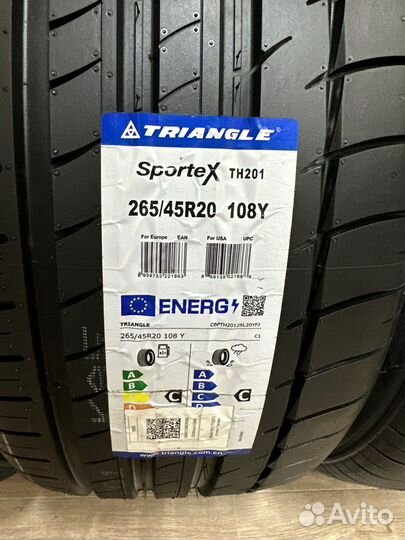 TRIANGLE
SporteX TH201
265/45R20 108Y
For Europe EAN For USA UPC
ENERG
TRIANGLE
265/45R20 108 Y C1
A
B
C
D
C
A
B
C
C
www.triangle.com.cn
Avito